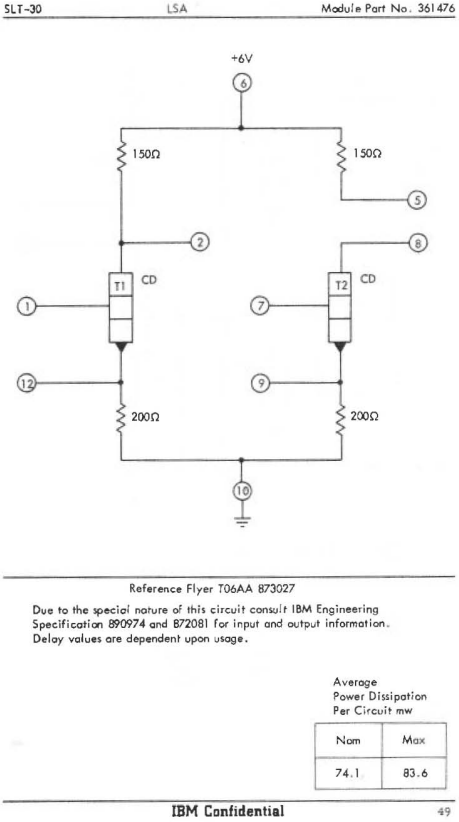 SLT-30 LSA Module Part No. 361476
+6V
6
150Ω 150Ω
5
2 8
T1 CD T2 CD
1 7
12 9
200Ω 200Ω
10
Reference Flyer T06AA 873027
Due to the special nature of this circuit consult IBM Engineering
Specification 890974 and 872081 for input and output information.
Delay values are dependent upon usage.
Average
Power Dissipation
Per Circuit mw
Nom Max
74.1 83.6
IBM Confidential 49